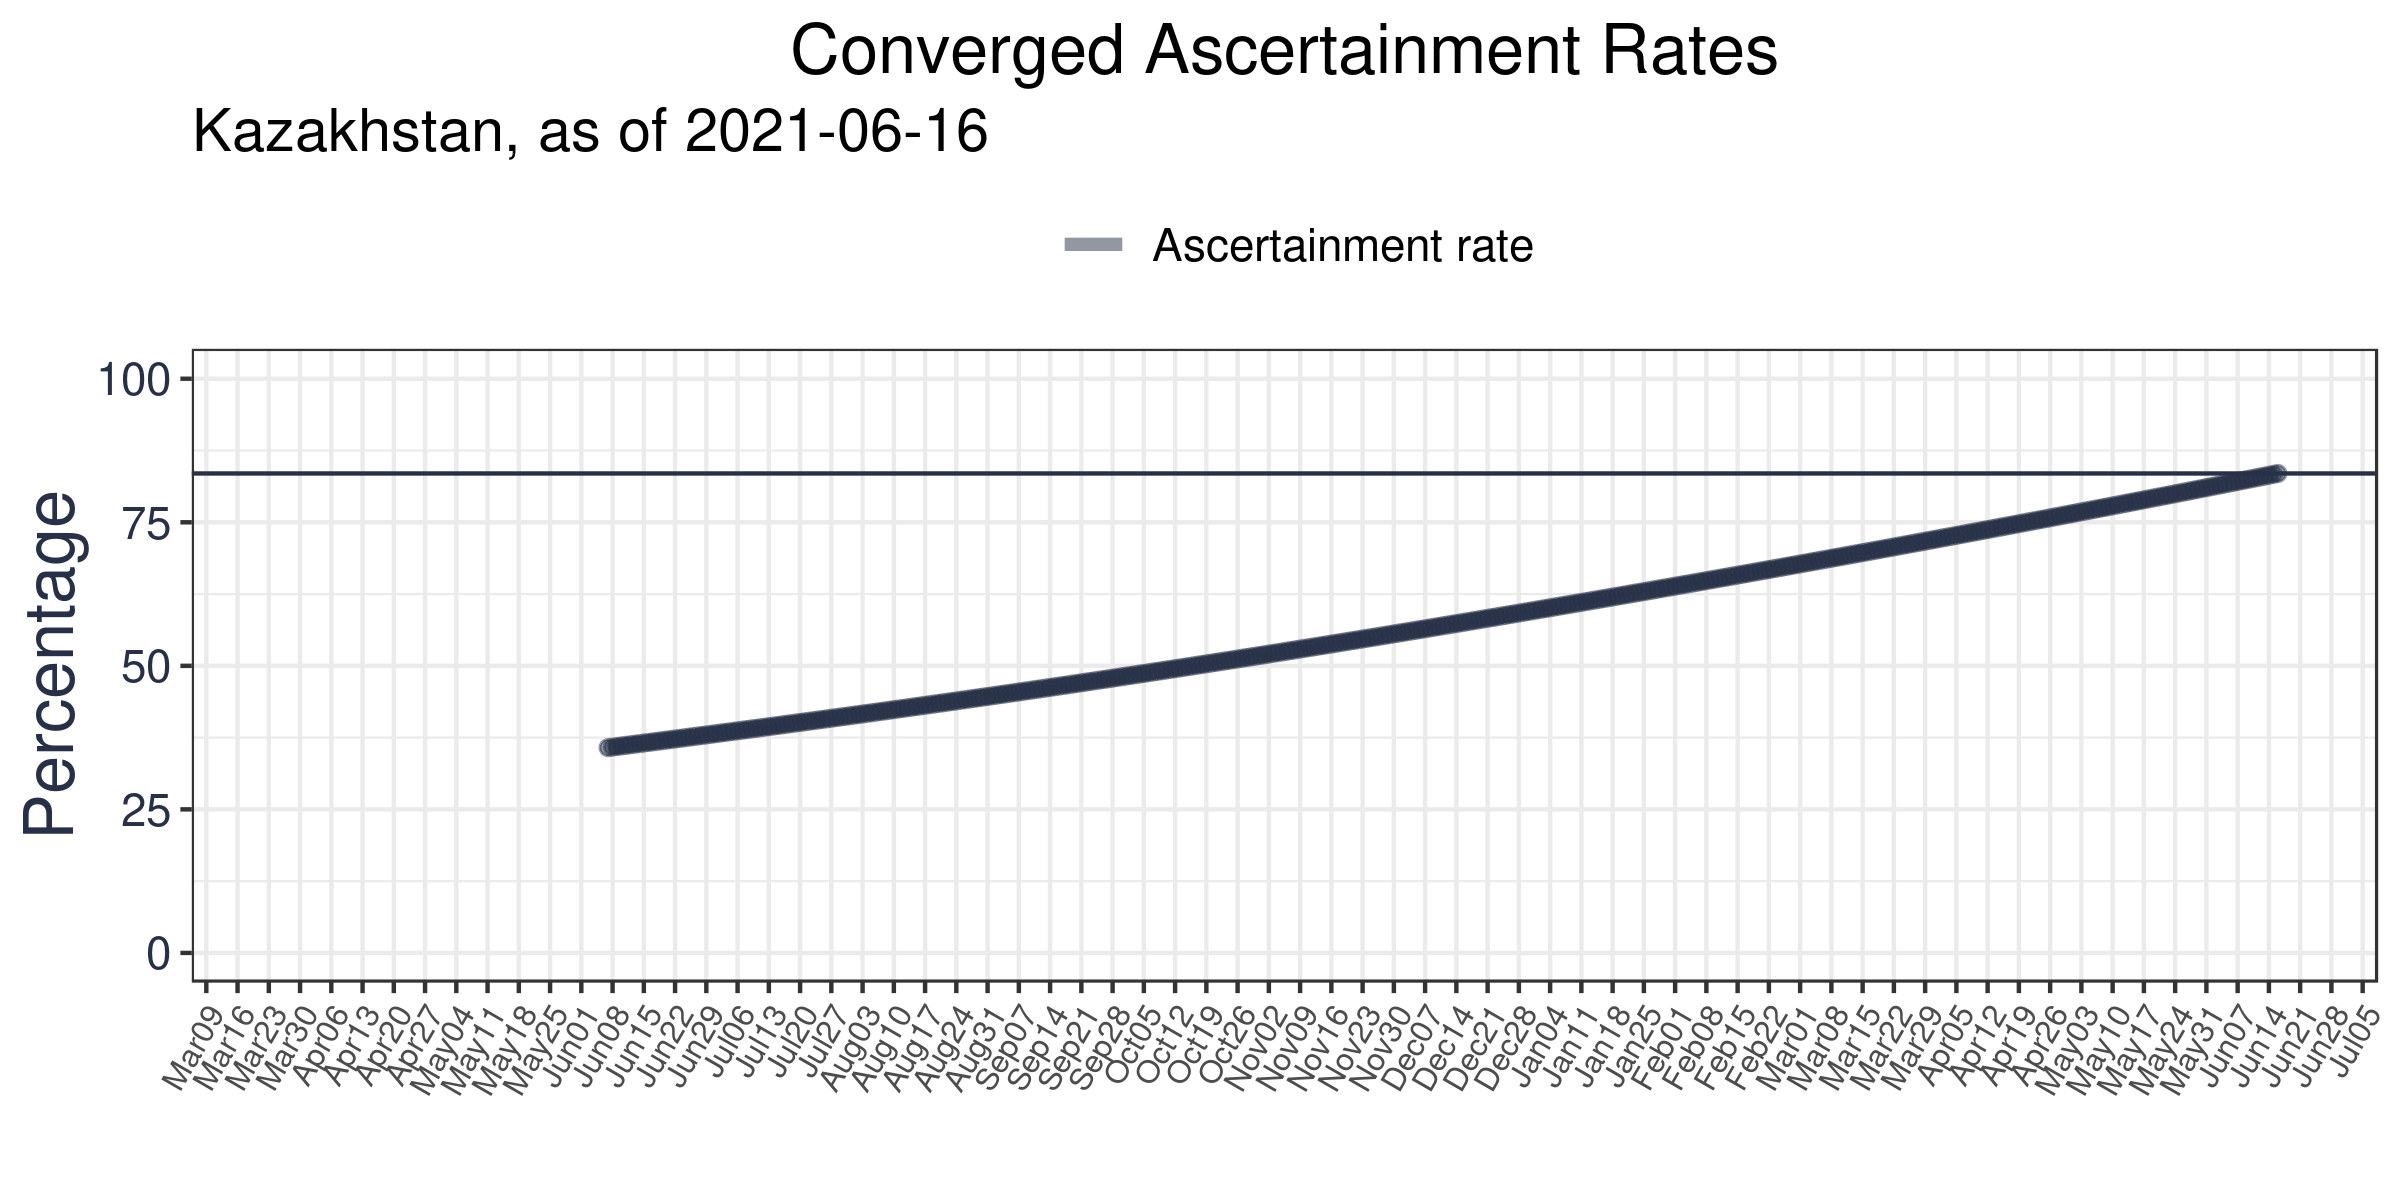 Converged Ascertainment Rates
Kazakhstan, as of 2021-06-16
Ascertainment rate
Percentage
100
75
50
25
0
Mar09 Mar16 Mar23 Mar30 Apr06 Apr13 Apr20 Apr27 May04 May11 May18 May25 Jun01 Jun08 Jun15 Jun22 Jun29 Jul06 Jul13 Jul20 Jul27 Aug03 Aug10 Aug17 Aug24 Aug31 Sep07 Sep14 Sep21 Sep28 Oct05 Oct12 Oct19 Oct26 Nov02 Nov09 Nov16 Nov23 Nov30 Dec07 Dec14 Dec21 Dec28 Jan04 Jan11 Jan18 Jan25 Feb01 Feb08 Feb15 Feb22 Mar01 Mar08 Mar15 Mar22 Mar29 Apr05 Apr12 Apr19 Apr26 May03 May10 May17 May24 May31 Jun07 Jun14 Jun21 Jun28 Jul05